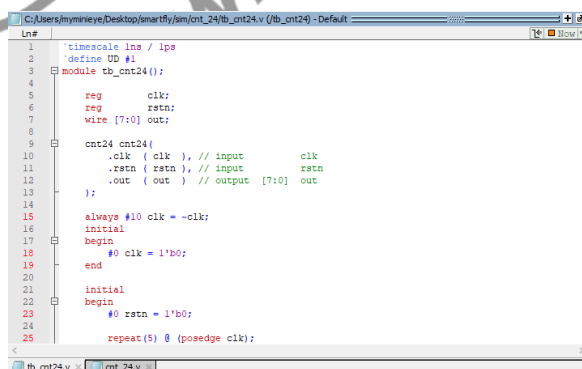 C:/Users/myminieye/Desktop/smartfly/sim/cnt_24/tb_cnt24.v (/tb_cnt24) - Default
Ln# Now
1 `timescale 1ns / 1ps
2 `define UD #1
3 module tb_cnt24();
4
5 reg clk;
6 reg rstn;
7 wire [7:0] out;
8
9 cnt24 cnt24(
10 .clk ( clk ), // input clk
11 .rstn ( rstn ), // input rstn
12 .out ( out ) // output [7:0] out
13 );
14
15 always #10 clk = ~clk;
16 initial
17 begin
18 #0 clk = 1'b0;
19 end
20
21 initial
22 begin
23 #0 rstn = 1'b0;
24
25 repeat(5) @ (posedge clk);
tb_cnt24.v cnt_24.v